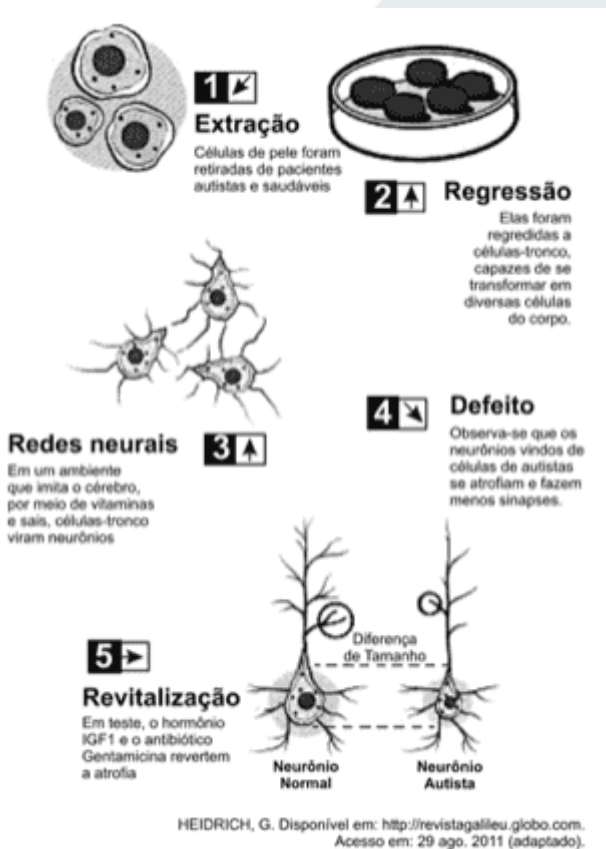 1
Extração
Células de pele foram
retiradas de pacientes
autistas e saudáveis
2
Regressão
Elas foram
regredidas a
células-tronco,
capazes de se
transformar em
diversas células
do corpo.
Redes neurais
3
Em um ambiente
que imita o cérebro,
por meio de vitaminas
e sais, células-tronco
viram neurônios
4
Defeito
Observa-se que os
neurônios vindos de
células de autistas
se atrofiam e fazem
menos sinapses.
5
Revitalização
Em teste, o hormônio
IGF1 e o antibiótico
Gentamicina revertem
a atrofia
Diferença
de Tamanho
Neurônio
Normal
Neurônio
Autista
HEIDRICH, G. Disponível em: http://revistagalileu.globo.com.
Acesso em: 29 ago. 2011 (adaptado).